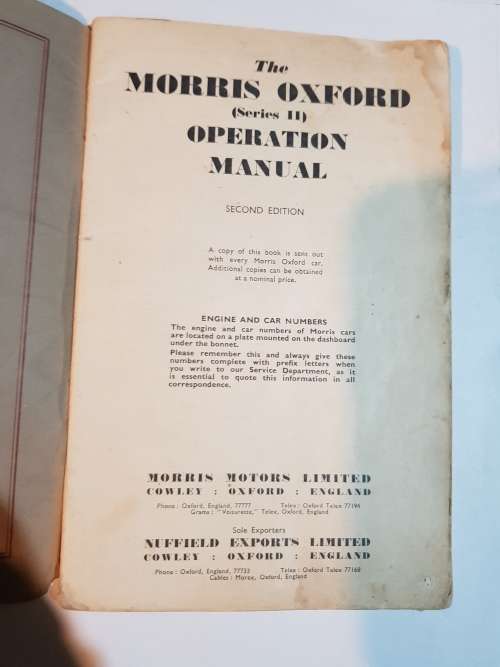 The
MORRIS OXFORD
(Series II)
OPERATION
MANUAL
SECOND EDITION
A copy of this book is sent out
with every Morris Oxford car.
Additional copies can be obtained
at a nominal price.
ENGINE AND CAR NUMBERS
The engine and car numbers of Morris cars
are located on a plate mounted on the dashboard
under the bonnet.
Please remember this and always give these
numbers complete with prefix letters when
you write to our Service Department, as it
is essential to quote this information in all
correspondence.
MORRIS MOTORS LIMITED
COWLEY : OXFORD : ENGLAND
Phone : Oxford, England, 77777 Telex : Oxford Telex 77194
Grams : "Voiturette," Telex, Oxford, England
Sole Exporters
NUFFIELD EXPORTS LIMITED
COWLEY : OXFORD : ENGLAND
Phone : Oxford, England, 77733 Telex : Oxford Telex 77168
Cables : Morox, Oxford, England